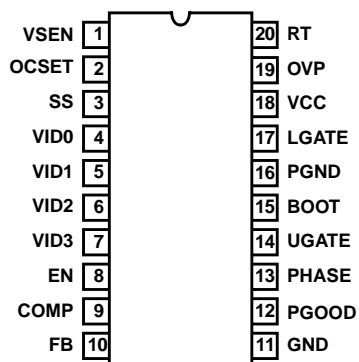 VSEN 1 20 RT
OCSET 2 19 OVP
SS 3 18 VCC
VID0 4 17 LGATE
VID1 5 16 PGND
VID2 6 15 BOOT
VID3 7 14 UGATE
EN 8 13 PHASE
COMP 9 12 PGOOD
FB 10 11 GND